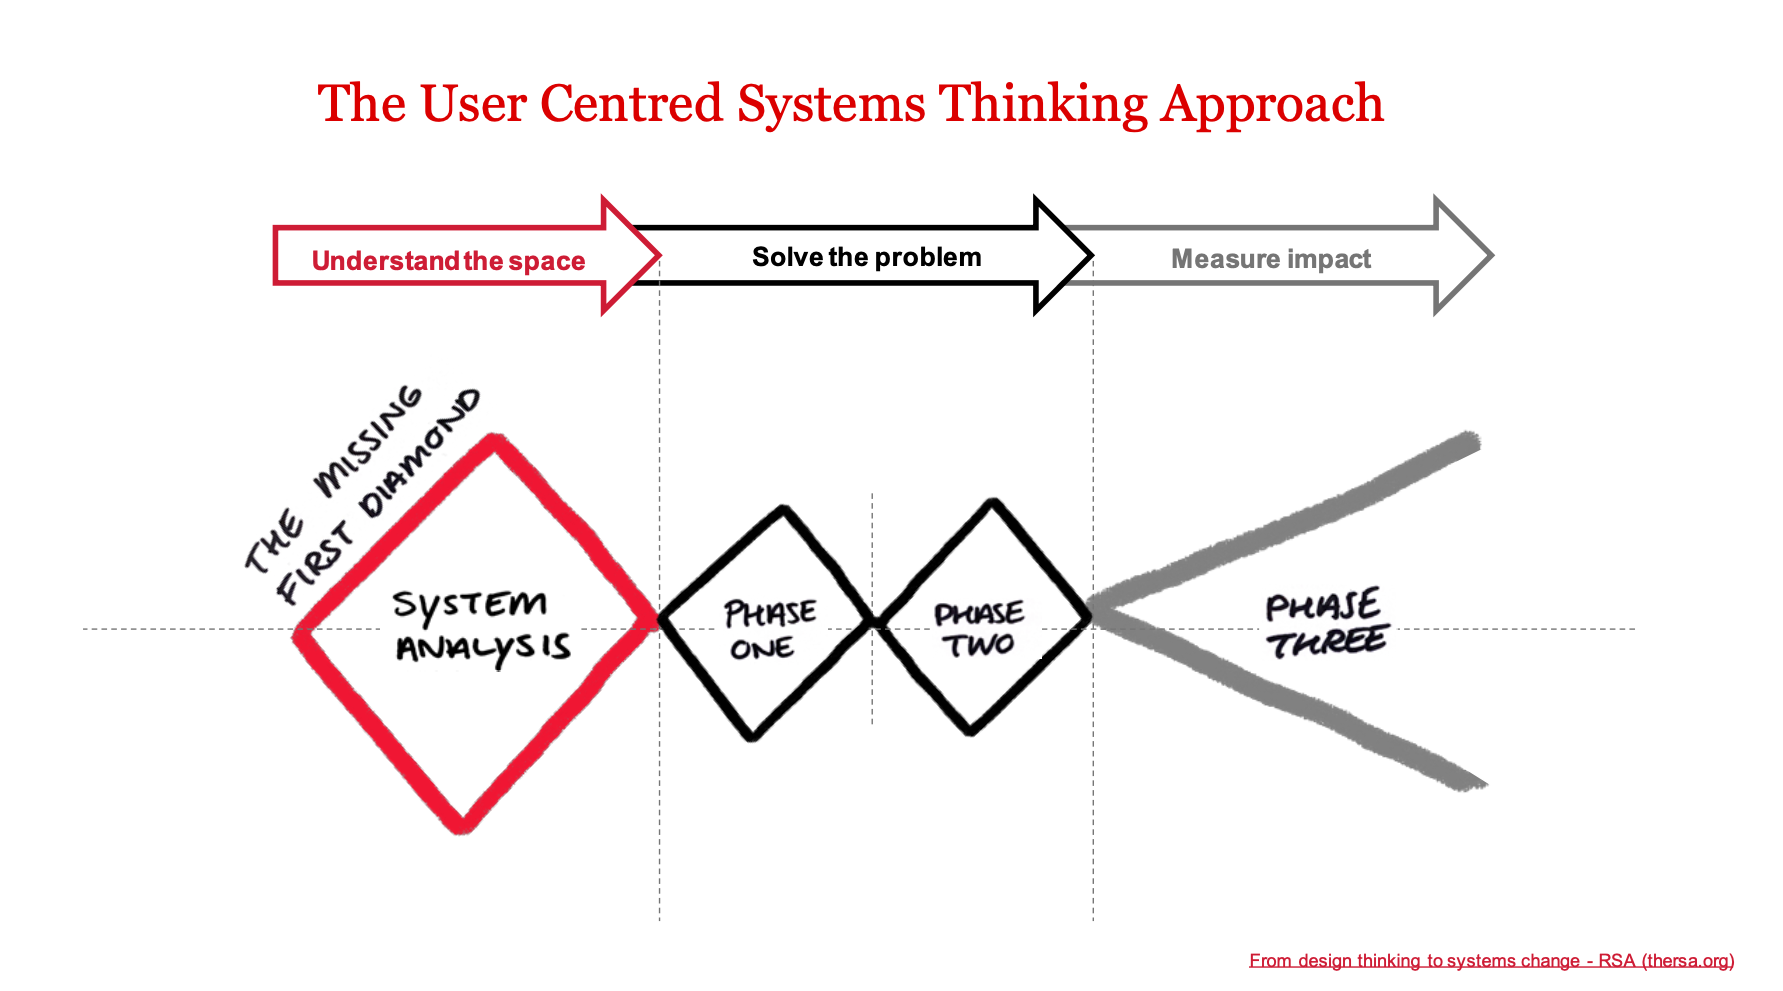 The User Centred Systems Thinking Approach
Understand the space
Solve the problem
Measure impact
THE MISSING
FIRST DIAMOND
SYSTEM
ANALYSIS
PHASE
ONE
PHASE
TWO
PHASE
THREE
From design thinking to systems change - RSA (thersa.org)